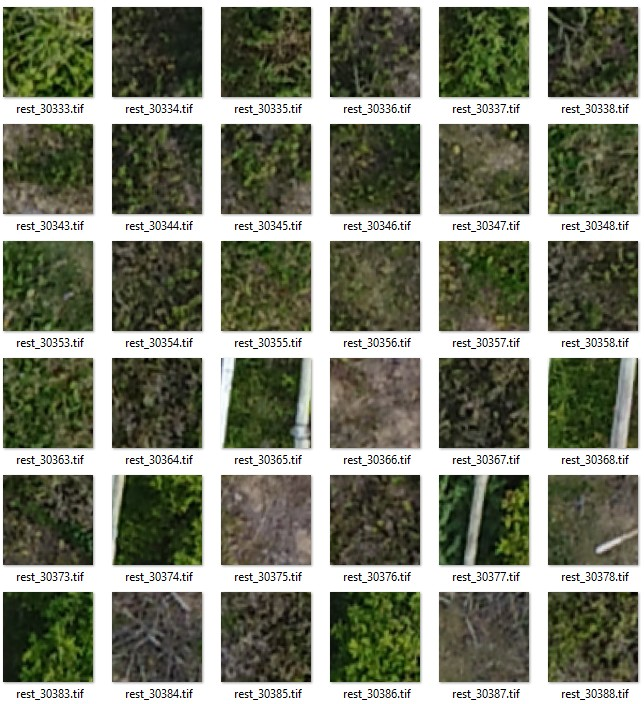 rest_30333.tif rest_30334.tif rest_30335.tif rest_30336.tif rest_30337.tif rest_30338.tif
rest_30343.tif rest_30344.tif rest_30345.tif rest_30346.tif rest_30347.tif rest_30348.tif
rest_30353.tif rest_30354.tif rest_30355.tif rest_30356.tif rest_30357.tif rest_30358.tif
rest_30363.tif rest_30364.tif rest_30365.tif rest_30366.tif rest_30367.tif rest_30368.tif
rest_30373.tif rest_30374.tif rest_30375.tif rest_30376.tif rest_30377.tif rest_30378.tif
rest_30383.tif rest_30384.tif rest_30385.tif rest_30386.tif rest_30387.tif rest_30388.tif